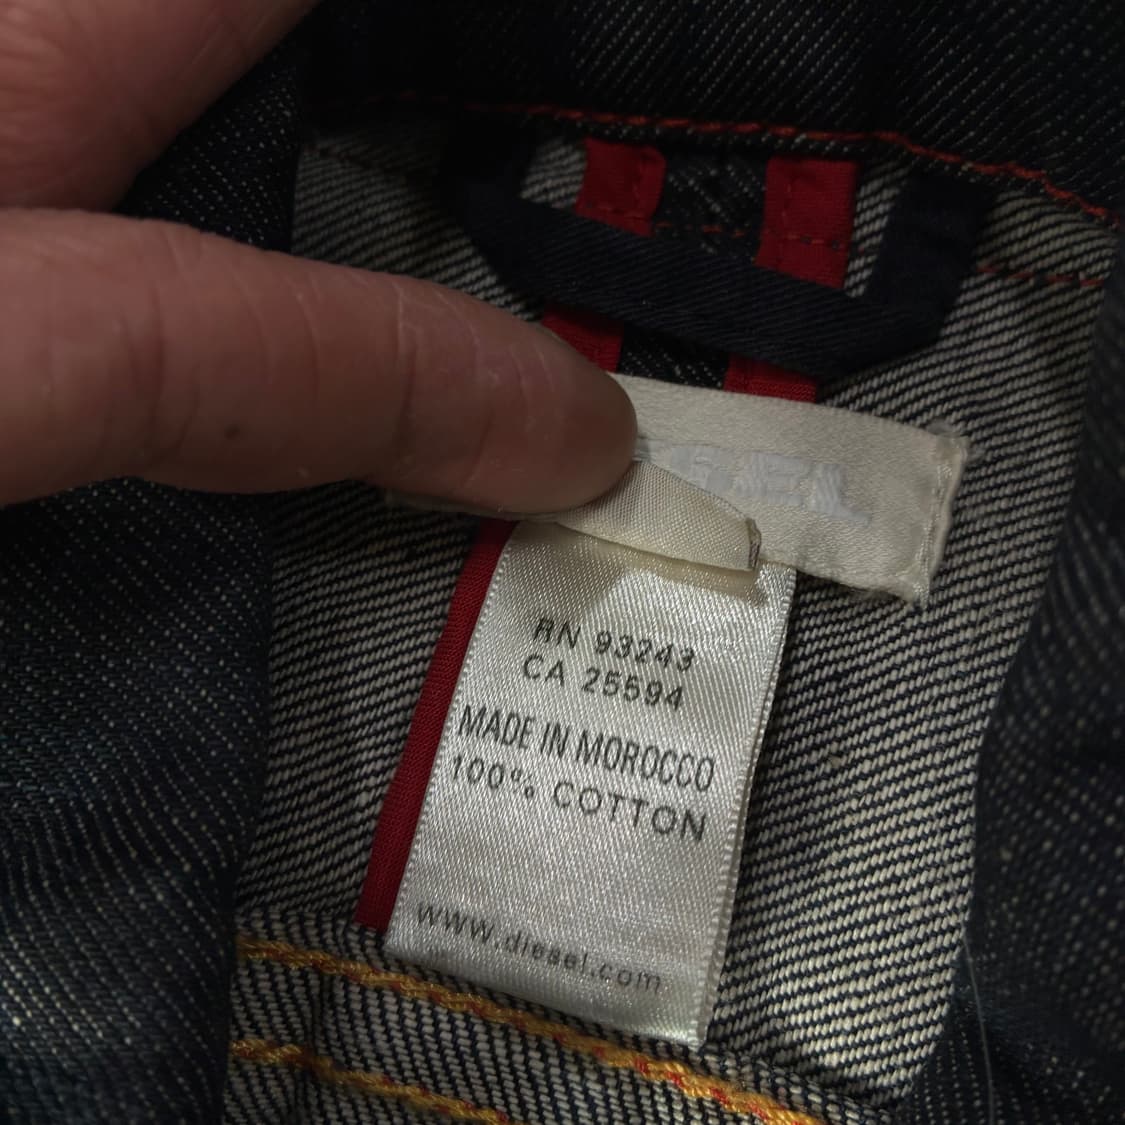 RN 93243
CA 25594
MADE IN MOROCCO
100% COTTON
www.diesel.com